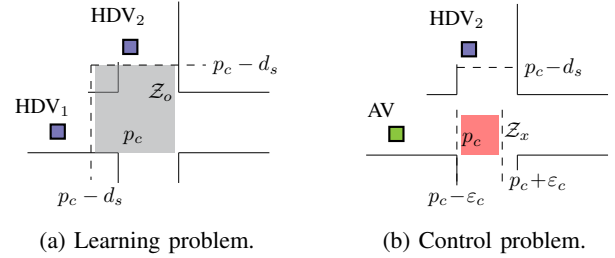 HDV₂
p_c − d_s
Z_o
HDV₁
p_c
p_c − d_s
(a) Learning problem.
HDV₂
p_c − d_s
AV
p_c
Z_x
p_c − ε_c
p_c + ε_c
(b) Control problem.